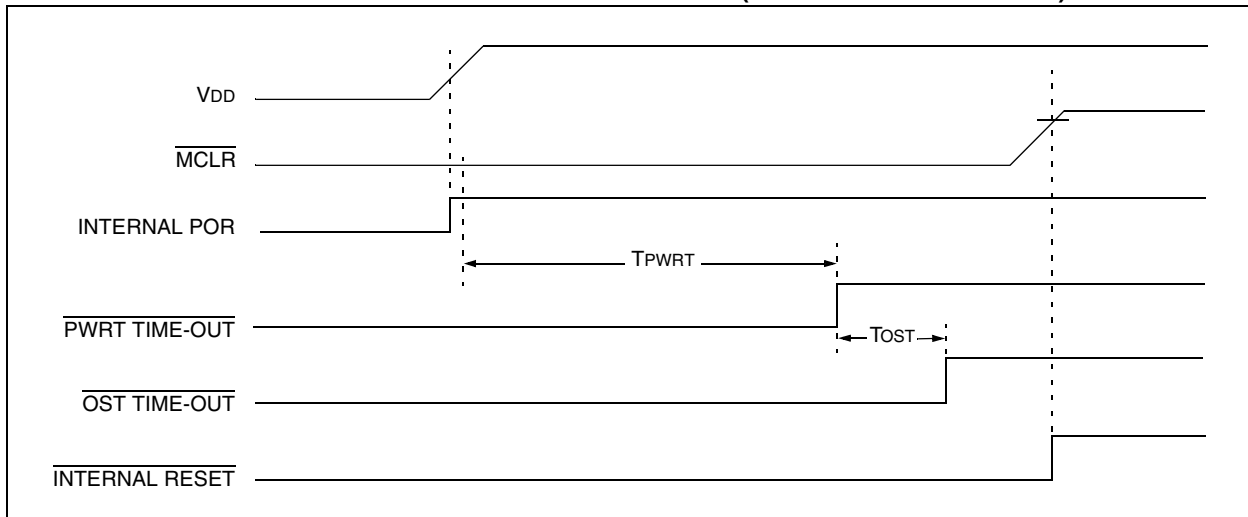 VDD
MCLR
INTERNAL POR
TPWRT
PWRT TIME-OUT
TOST
OST TIME-OUT
INTERNAL RESET